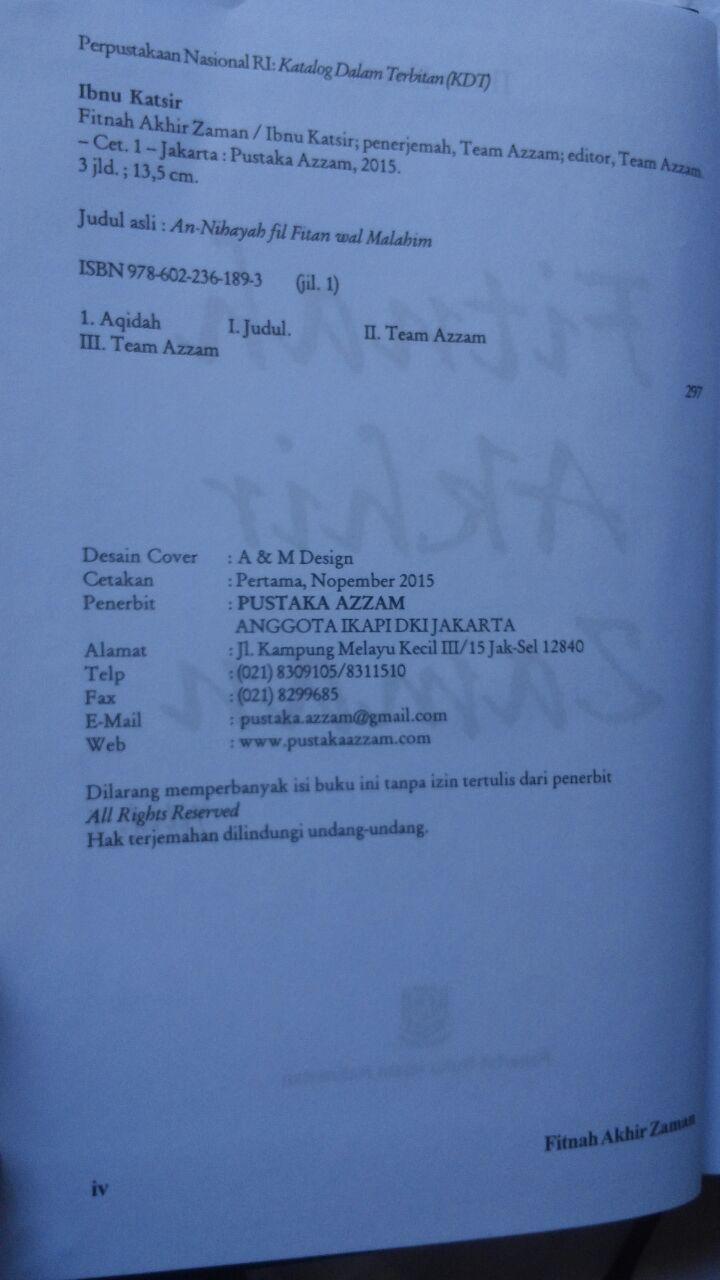 Perpustakaan Nasional RI: Katalog Dalam Terbitan (KDT)
Ibnu Katsir
Fitnah Akhir Zaman / Ibnu Katsir; penerjemah, Team Azzam; editor, Team Azzam
– Cet. 1 – Jakarta : Pustaka Azzam, 2015.
3 jld. ; 13,5 cm.
Judul asli : An-Nihayah fil Fitan wal Malahim
ISBN 978-602-236-189-3 (jil. 1)
1. Aqidah I. Judul. II. Team Azzam
III. Team Azzam
297
Desain Cover : A & M Design
Cetakan : Pertama, Nopember 2015
Penerbit : PUSTAKA AZZAM
ANGGOTA IKAPI DKI JAKARTA
Alamat : Jl. Kampung Melayu Kecil III/15 Jak-Sel 12840
Telp : (021) 8309105/8311510
Fax : (021) 8299685
E-Mail : pustaka.azzam@gmail.com
Web : www.pustakaazzam.com
Dilarang memperbanyak isi buku ini tanpa izin tertulis dari penerbit
All Rights Reserved
Hak terjemahan dilindungi undang-undang.
Fitnah Akhir Zaman
iv